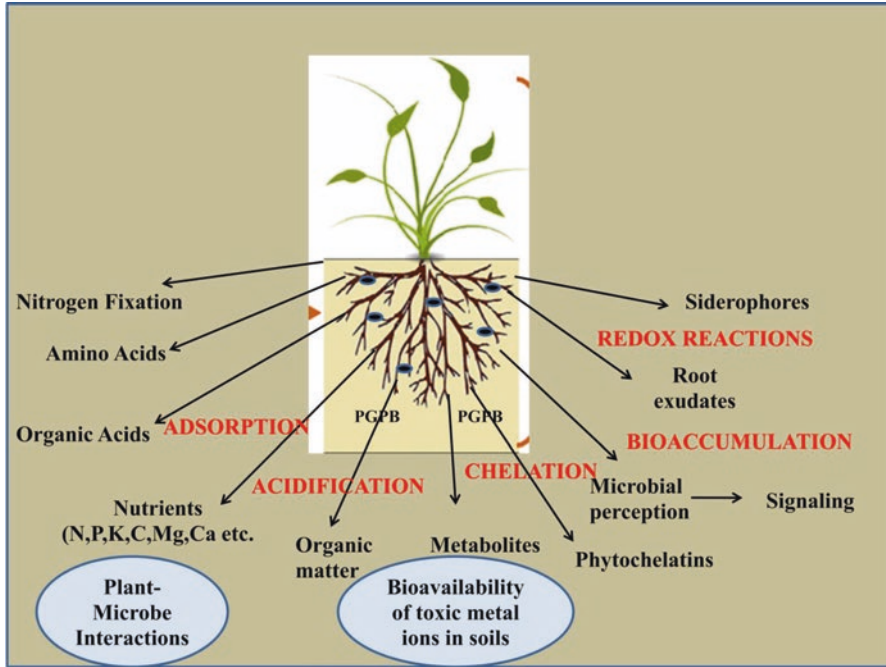 Nitrogen Fixation
Siderophores
REDOX REACTIONS
Amino Acids
Root
exudates
PGPB
PGPB
Organic Acids
ADSORPTION
BIOACCUMULATION
CHELATION
ACIDIFICATION
Microbial
perception
Signaling
Nutrients
(N,P,K,C,Mg,Ca etc.
Organic
matter
Metabolites
Phytochelatins
Plant-
Microbe
Interactions
Bioavailability
of toxic metal
ions in soils